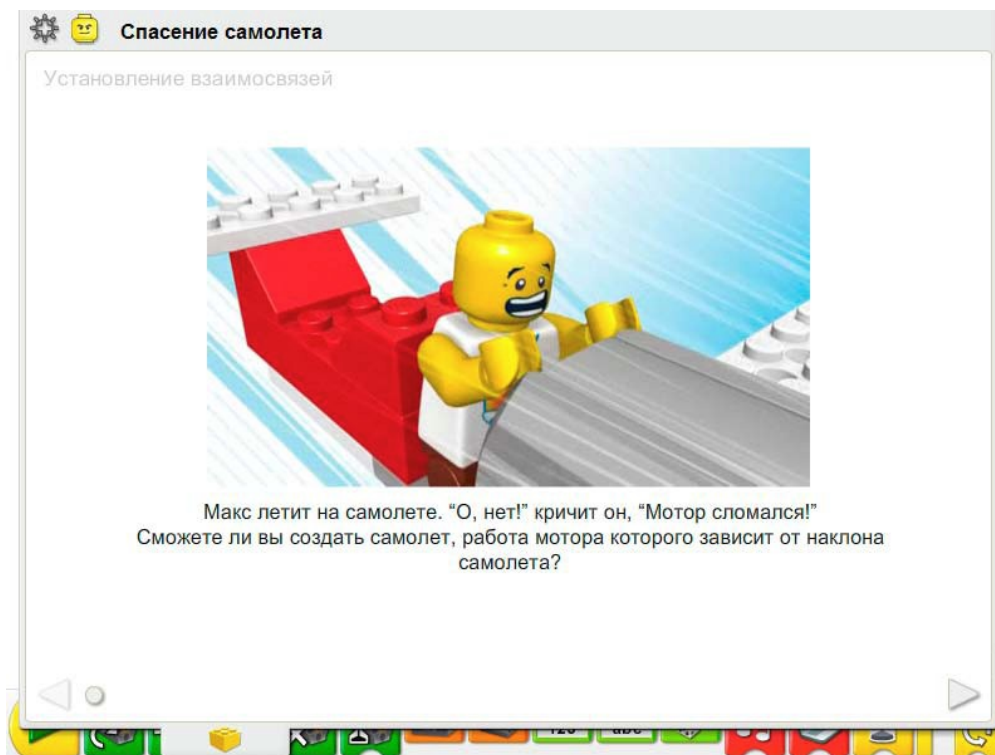 Спасение самолета
Установление взаимосвязей
Макс летит на самолете. “О, нет!” кричит он, “Мотор сломался!”
Сможете ли вы создать самолет, работа мотора которого зависит от наклона
самолета?